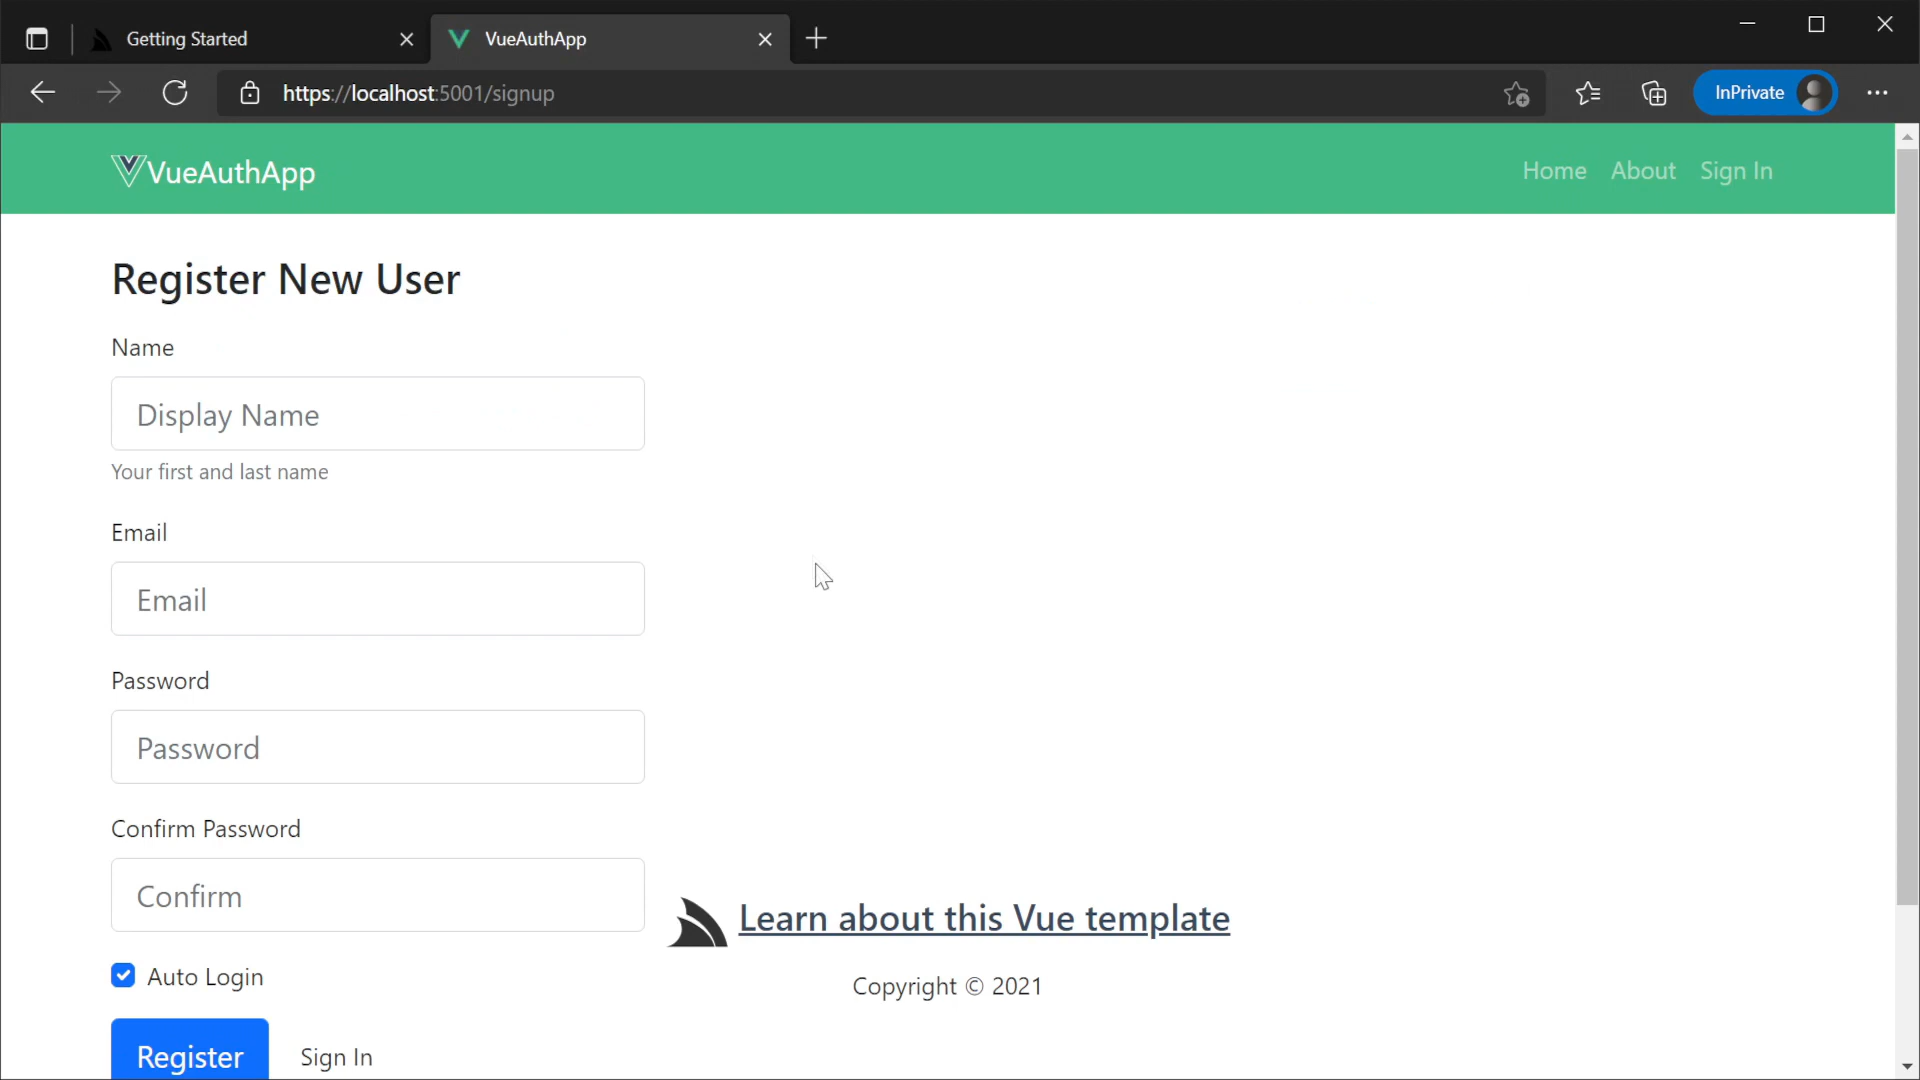 Getting Started
VueAuthApp
https://localhost:5001/signup
InPrivate
VueAuthApp
Home
About
Sign In
Register New User
Name
Display Name
Your first and last name
Email
Email
Password
Password
Confirm Password
Confirm
Learn about this Vue template
Auto Login
Copyright © 2021
Register
Sign In